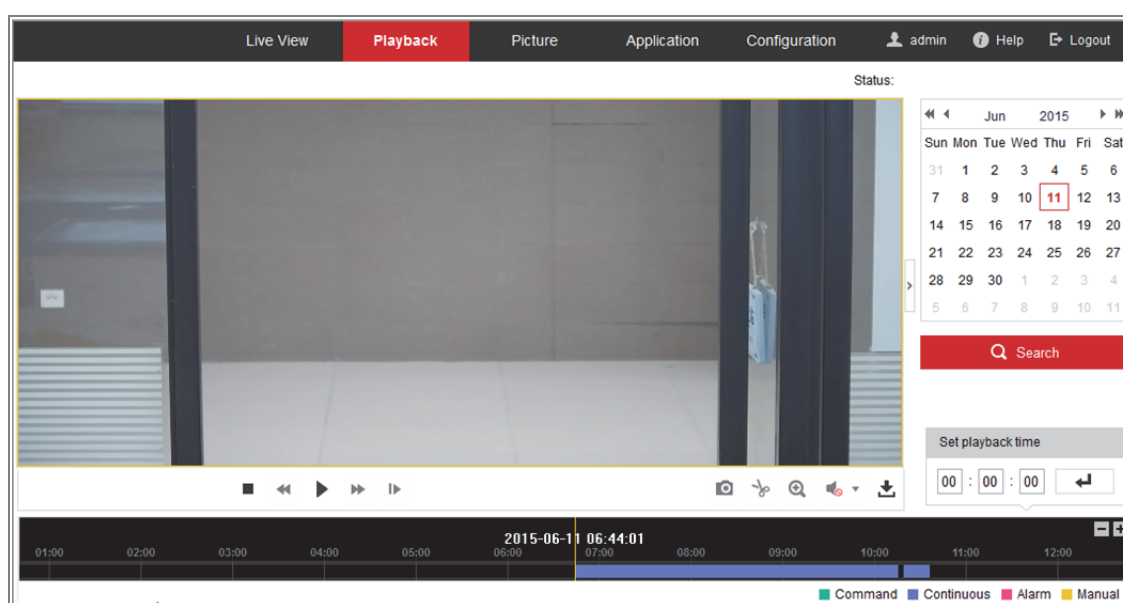 Live View Playback Picture Application Configuration admin Help Logout
Status:
Jun 2015
Sun Mon Tue Wed Thu Fri Sat
31 1 2 3 4 5 6
7 8 9 10 11 12 13
14 15 16 17 18 19 20
21 22 23 24 25 26 27
28 29 30 1 2 3 4
5 6 7 8 9 10 11
Search
Set playback time
00 : 00 : 00
2015-06-11 06:44:01
01:00 02:00 03:00 04:00 05:00 06:00 07:00 08:00 09:00 10:00 11:00 12:00
Command Continuous Alarm Manual